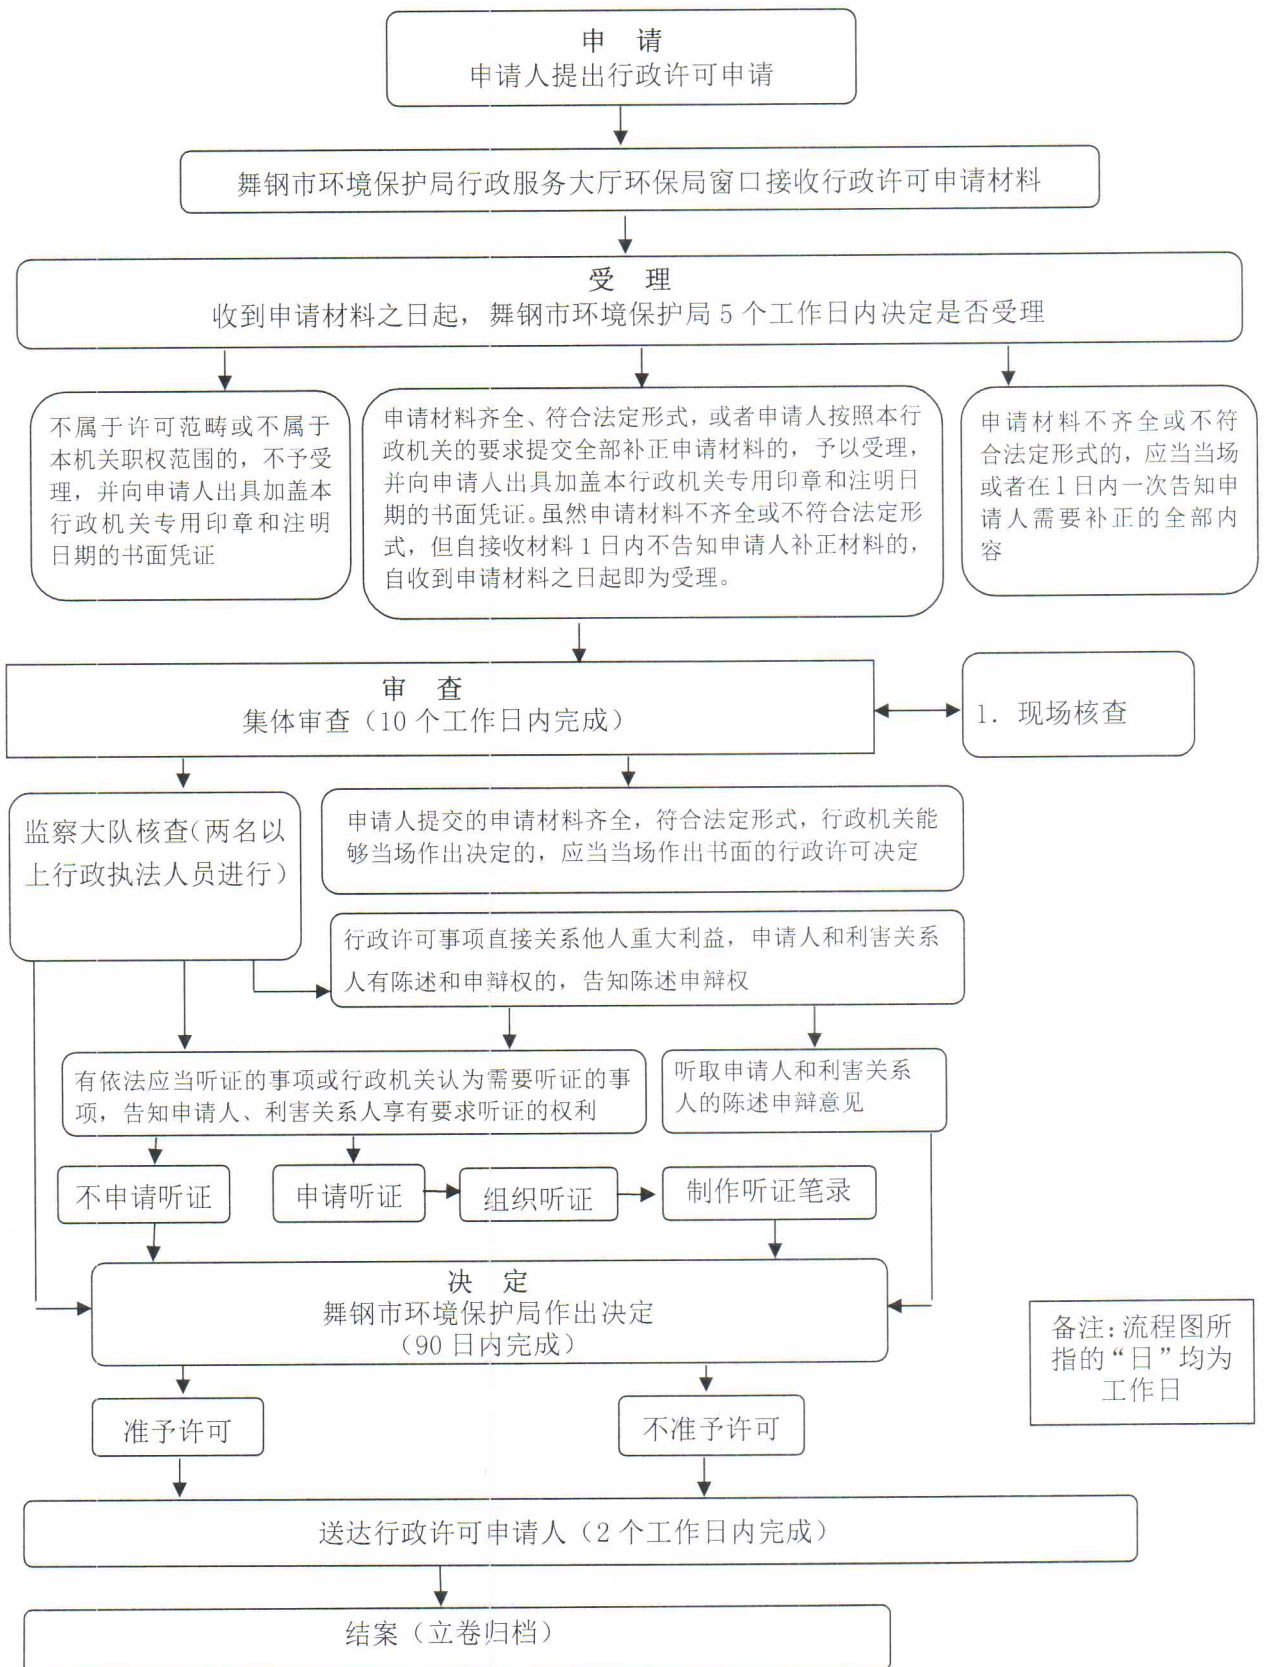 申 请
申请人提出行政许可申请
舞钢市环境保护局行政服务大厅环保局窗口接收行政许可申请材料
受 理
收到申请材料之日起，舞钢市环境保护局 5 个工作日内决定是否受理
不属于许可范畴或不属于
本机关职权范围的，不予受
理，并向申请人出具加盖本
行政机关专用印章和注明
日期的书面凭证
申请材料齐全、符合法定形式，或者申请人按照本行
政机关的要求提交全部补正申请材料的，予以受理，
并向申请人出具加盖本行政机关专用印章和注明日
期的书面凭证。虽然申请材料不齐全或不符合法定形
式，但自接收材料 1 日内不告知申请人补正材料的，
自收到申请材料之日起即为受理。
申请材料不齐全或不符
合法定形式的，应当当场
或者在 1 日内一次告知申
请人需要补正的全部内
容
审 查
集体审查（10 个工作日内完成）
1. 现场核查
监察大队核查（两名以
上行政执法人员进行）
申请人提交的申请材料齐全，符合法定形式，行政机关能
够当场作出决定的，应当当场作出书面的行政许可决定
行政许可事项直接关系他人重大利益，申请人和利害关系
人有陈述和申辩权的，告知陈述申辩权
有依法应当听证的事项或行政机关认为需要听证的事
项，告知申请人、利害关系人享有要求听证的权利
听取申请人和利害关系
人的陈述申辩意见
不申请听证
申请听证
组织听证
制作听证笔录
决 定
舞钢市环境保护局作出决定
（90 日内完成）
备注：流程图所
指的“日”均为
工作日
准予许可
不准予许可
送达行政许可申请人（2 个工作日内完成）
结案（立卷归档）